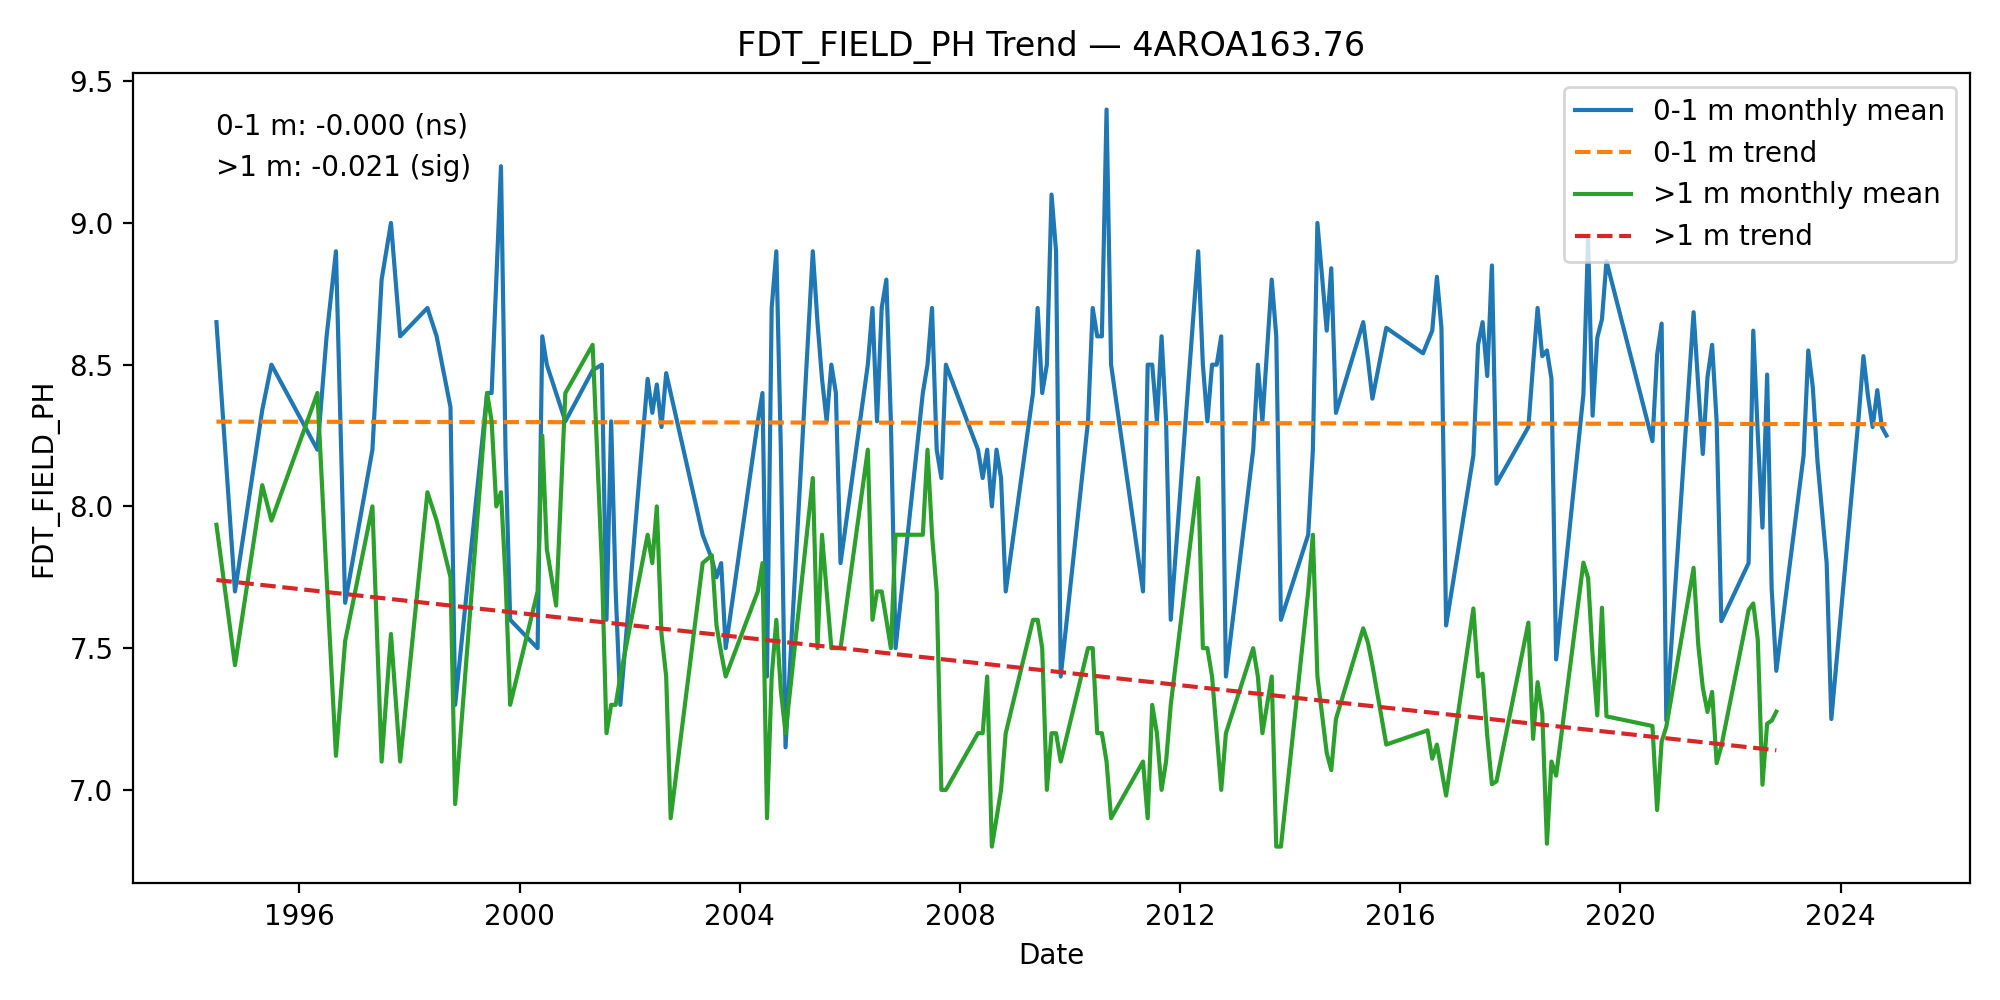 FDT_FIELD_PH Trend — 4AROA163.76
9.5
9.0
8.5
8.0
7.5
7.0
FDT_FIELD_PH
0-1 m: -0.000 (ns)
>1 m: -0.021 (sig)
0-1 m monthly mean
0-1 m trend
>1 m monthly mean
>1 m trend
1996 2000 2004 2008 2012 2016 2020 2024
Date